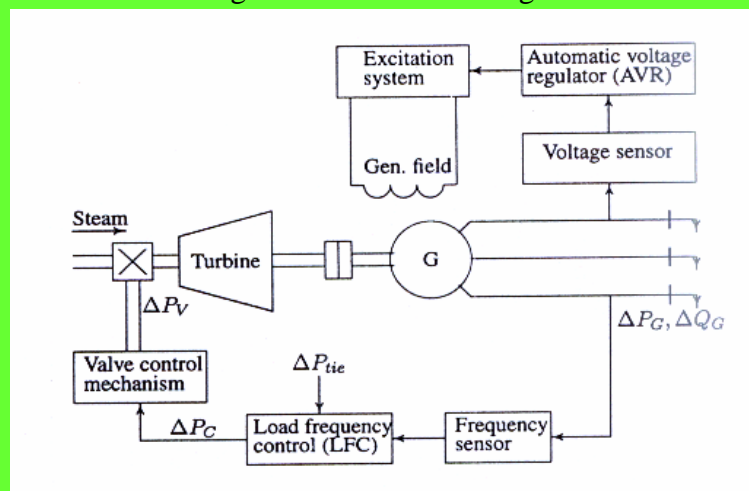 Excitation
system
Automatic voltage
regulator (AVR)
Gen. field
Voltage sensor
Steam
Turbine
G
ΔP_V
ΔP_G, ΔQ_G
Valve control
mechanism
ΔP_tie
ΔP_C
Load frequency
control (LFC)
Frequency
sensor